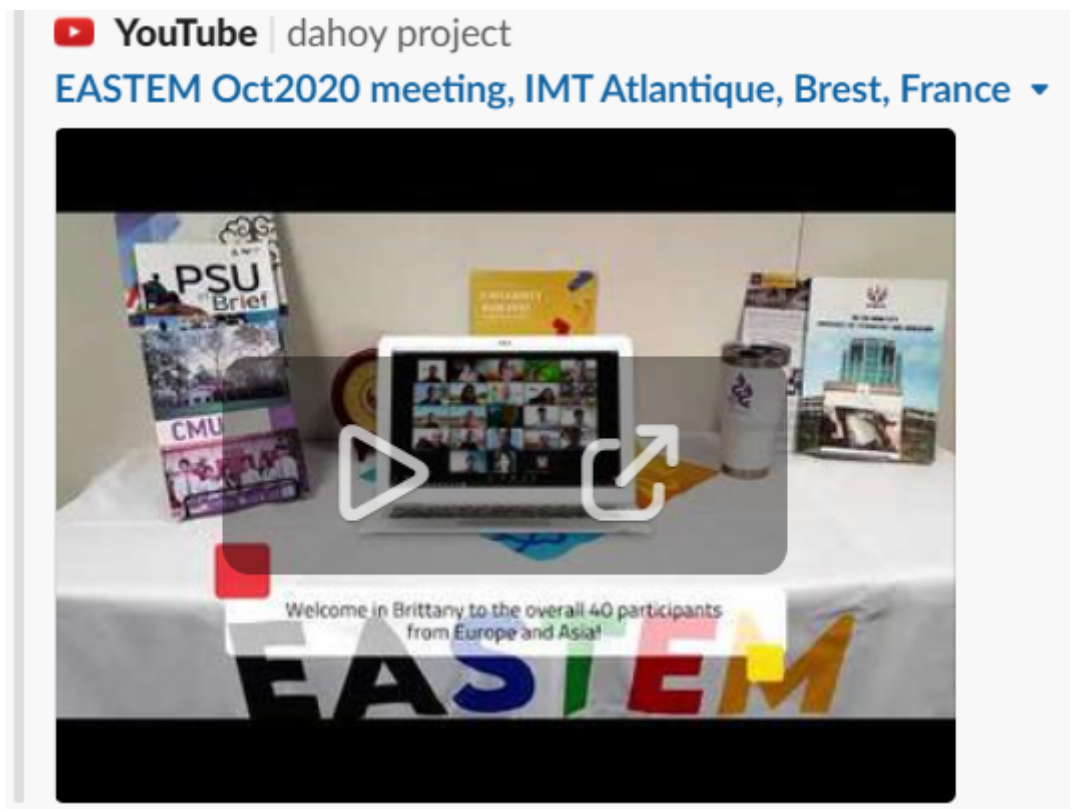 YouTube dahoy project
EASTEM Oct2020 meeting, IMT Atlantique, Brest, France
PSU
Brief
CMU
Welcome in Brittany to the overall 40 participants
from Europe and Asia!
EASTEM